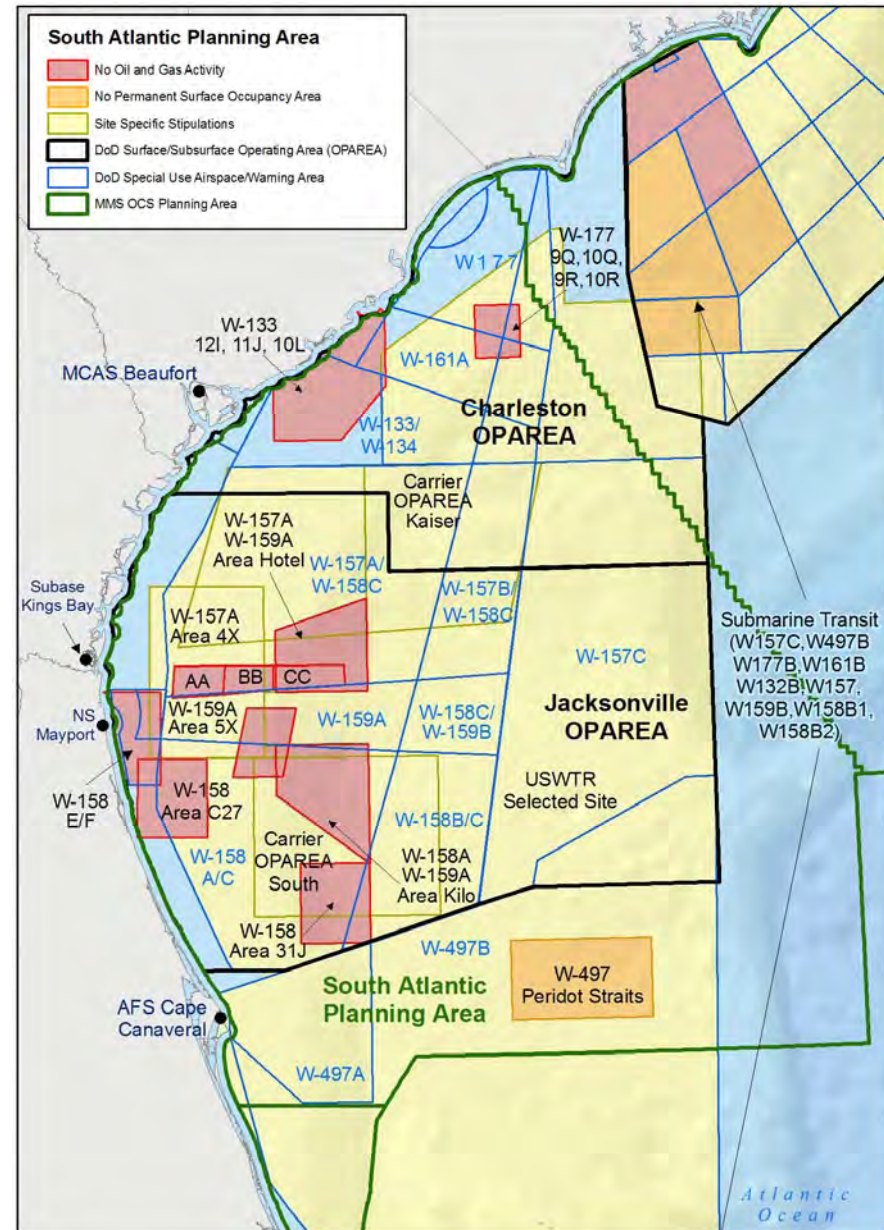 South Atlantic Planning Area
No Oil and Gas Activity
No Permanent Surface Occupancy Area
Site Specific Stipulations
DoD Surface/Subsurface Operating Area (OPAREA)
DoD Special Use Airspace/Warning Area
MMS OCS Planning Area
W177
W-177
9Q,10Q,
9R,10R
W-133
12I, 11J, 10L
MCAS Beaufort
W-161A
Charleston
OPAREA
W-133/
W-134
Carrier
OPAREA
Kaiser
W-157A
W-159A
Area Hotel
W-157A/
W-158C
W-157B/
W-158C
Subase
Kings Bay
W-157A
Area 4X
AA
BB
CC
W-157C
Submarine Transit
(W157C,W497B
W177B,W161B
W132B,W157,
W159B,W158B1,
W158B2)
NS
Mayport
W-159A
Area 5X
W-159A
W-158C/
W-159B
Jacksonville
OPAREA
W-158
E/F
W-158
Area C27
USWTR
Selected Site
W-158B/C
W-158
A/C
Carrier
OPAREA
South
W-158A
W-159A
Area Kilo
W-158
Area 31J
W-497B
W-497
Peridot Straits
South Atlantic
Planning Area
AFS Cape
Canaveral
W-497A
Atlantic
Ocean